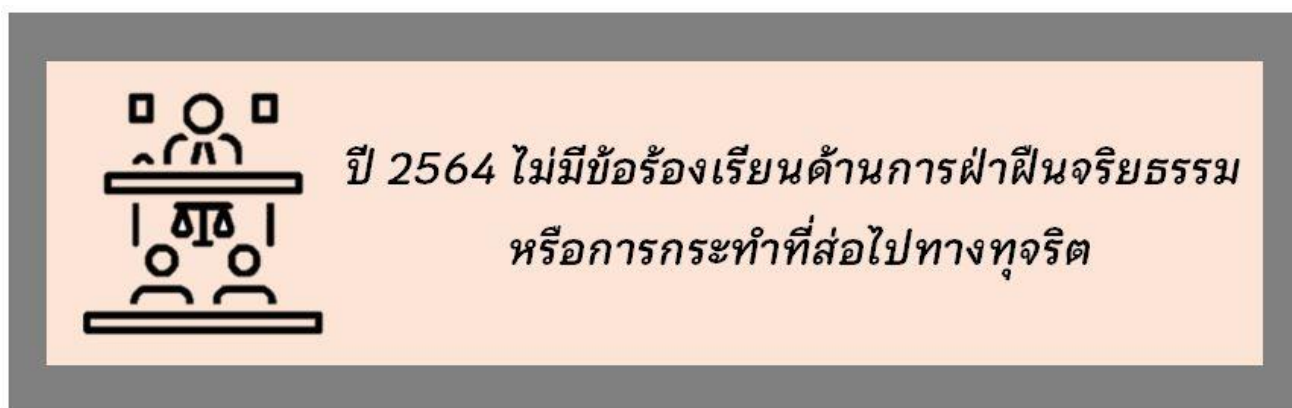 ปี 2564 ไม่มีข้อร้องเรียนด้านการฝ่าฝืนจริยธรรม
หรือการกระทำที่ส่อไปทางทุจริต